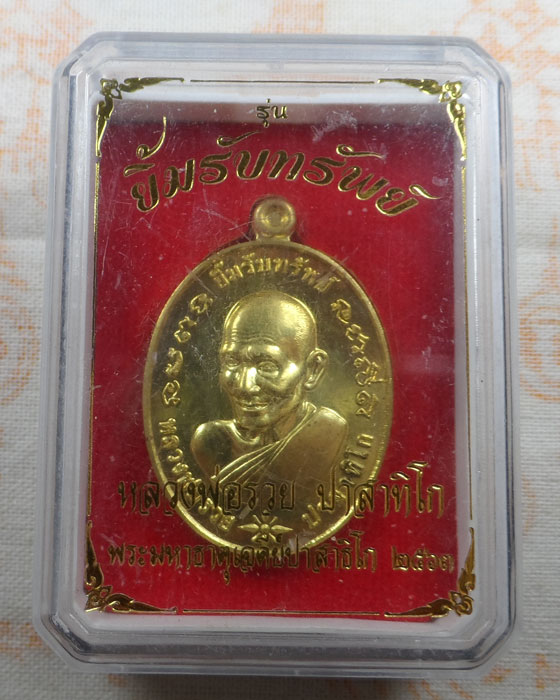 รุ่น
ยิ้มรับทรัพย์
ยิ้มรับทรัพย์
หลวงพ่อรวย ปาสาทิโก
พระมหาธาตุเจดีย์ปาสาธิโก ๒๕๖๓